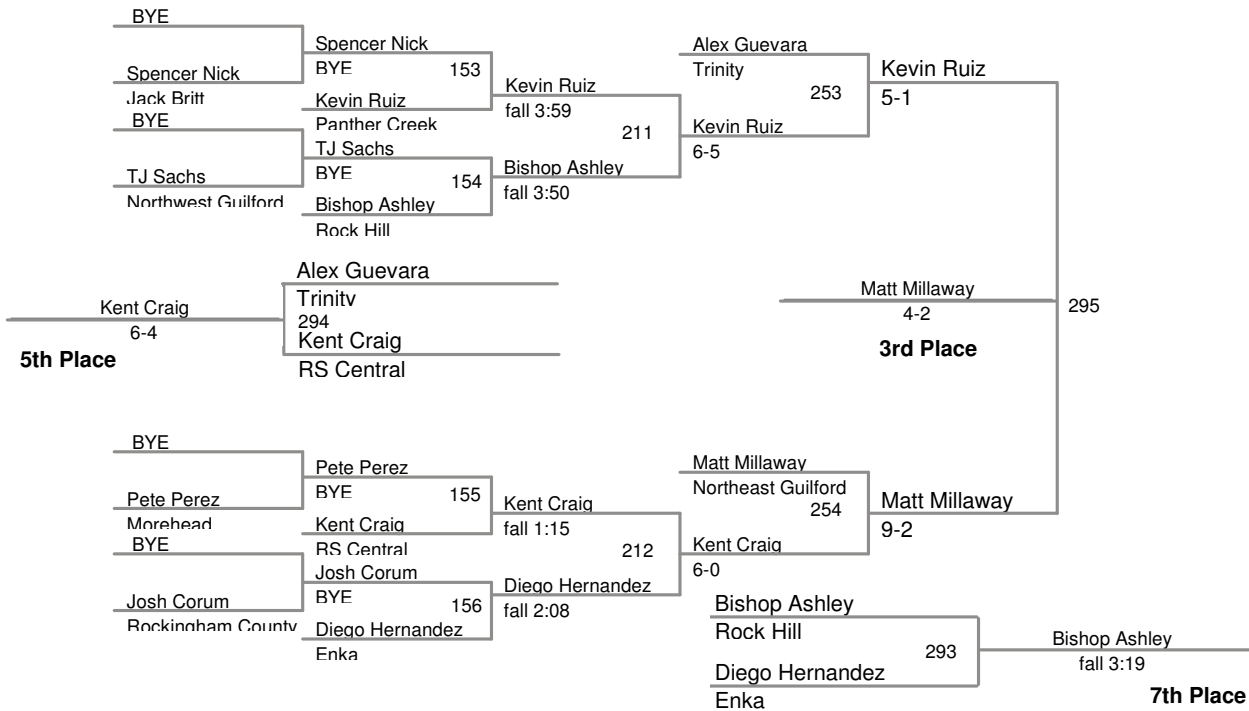 BYE
Spencer Nick
Jack Britt
BYE
TJ Sachs
Northwest Guilford
Spencer Nick
BYE
153
Kevin Ruiz
Panther Creek
TJ Sachs
BYE
154
Bishop Ashley
Rock Hill
Kevin Ruiz
fall 3:59
211
Bishop Ashley
fall 3:50
Alex Guevara
Trinity
253
Kevin Ruiz
6-5
Kevin Ruiz
5-1
Alex Guevara
Trinity
294
Kent Craig
RS Central
Kent Craig
6-4
5th Place
Matt Millaway
4-2
3rd Place
295
BYE
Pete Perez
Morehead
BYE
Josh Corum
Rockingham County
Pete Perez
BYE
155
Kent Craig
RS Central
Josh Corum
BYE
156
Diego Hernandez
Enka
Kent Craig
fall 1:15
212
Diego Hernandez
fall 2:08
Matt Millaway
Northeast Guilford
254
Kent Craig
6-0
Matt Millaway
9-2
Bishop Ashley
Rock Hill
293
Diego Hernandez
Enka
Bishop Ashley
fall 3:19
7th Place